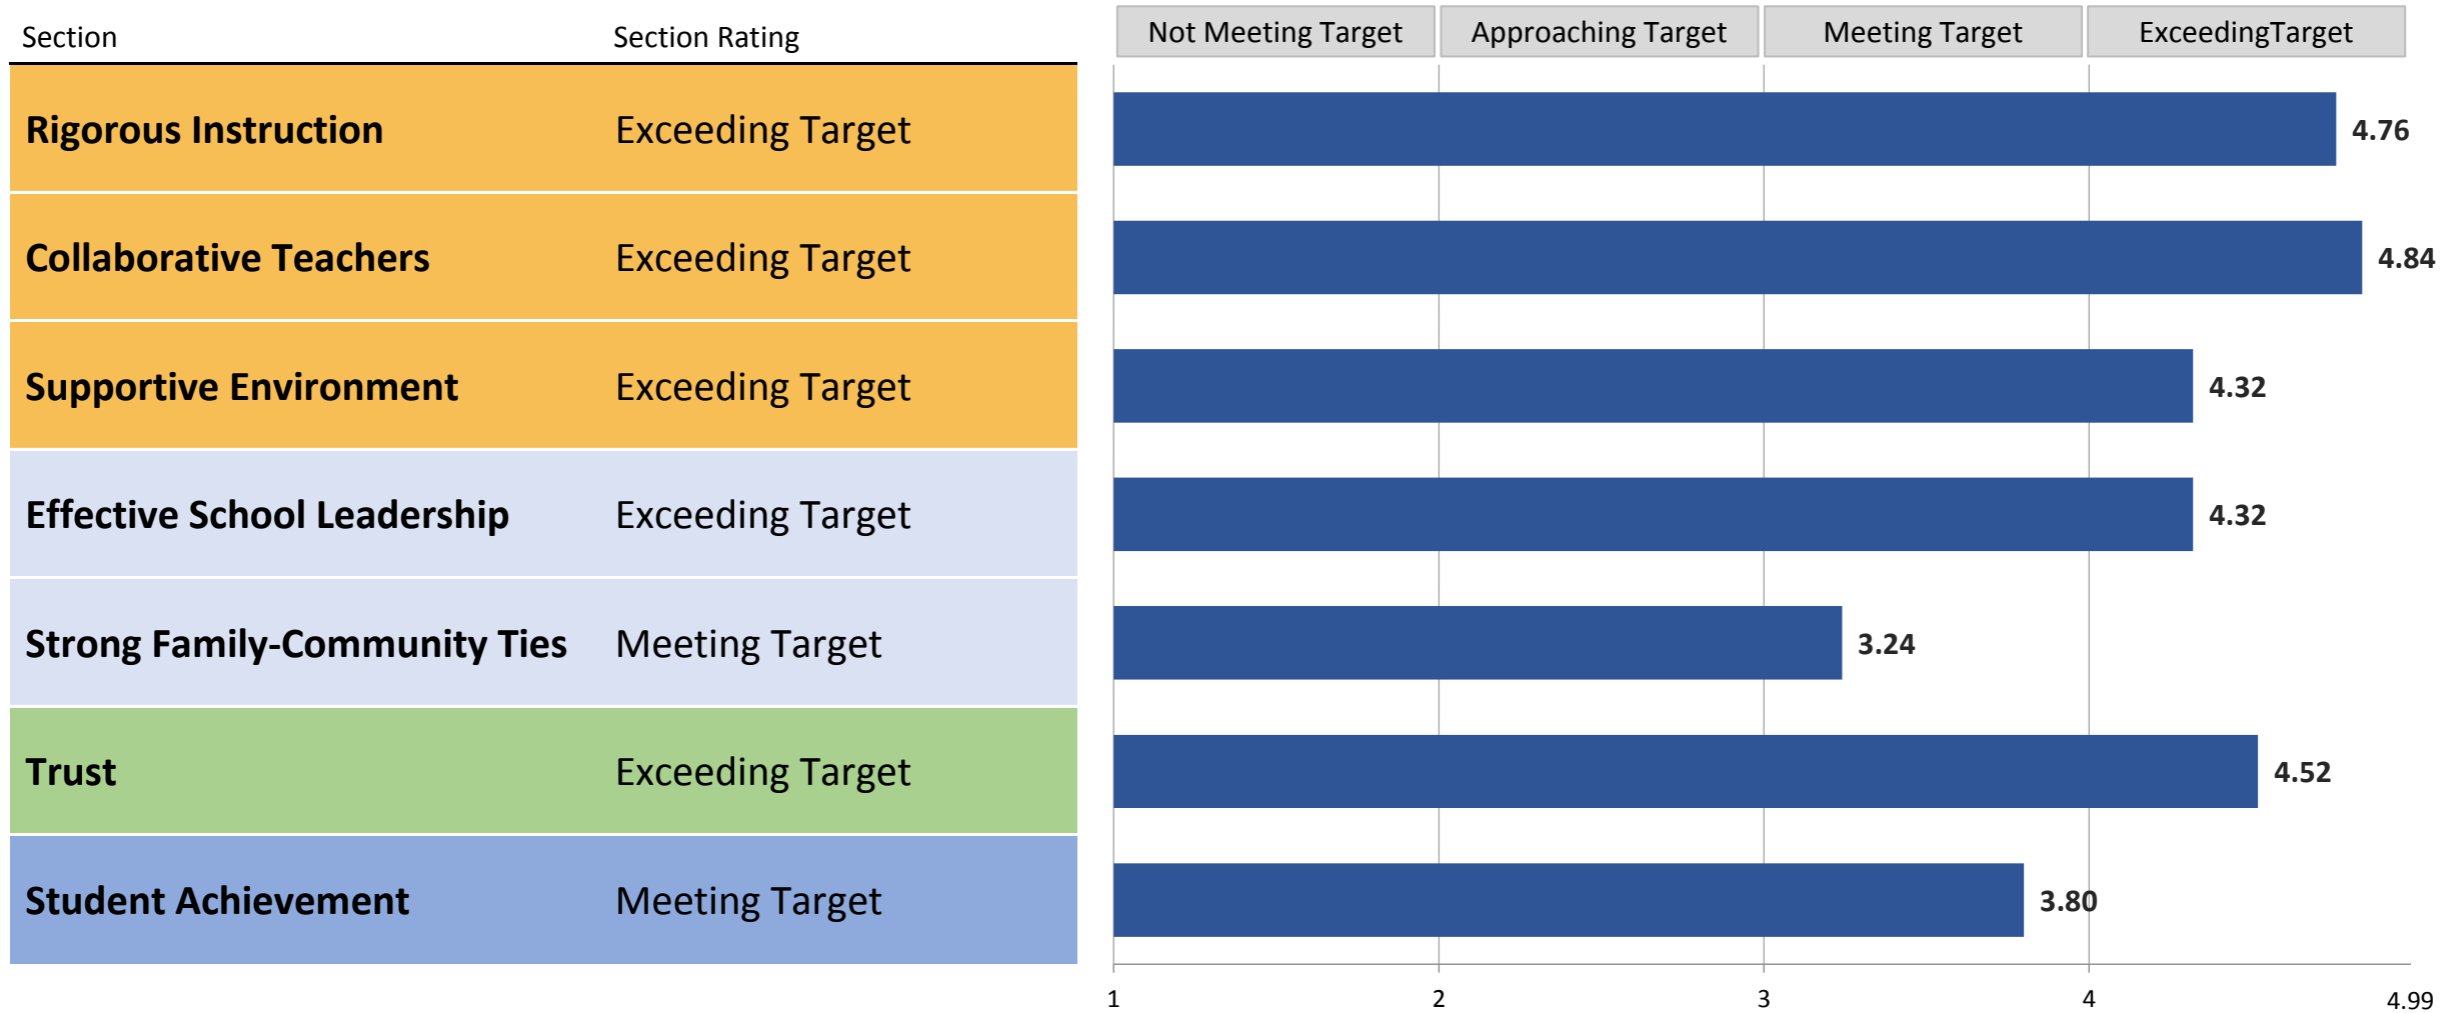 Section Section Rating Not Meeting Target Approaching Target Meeting Target ExceedingTarget
Rigorous Instruction Exceeding Target 4.76
Collaborative Teachers Exceeding Target 4.84
Supportive Environment Exceeding Target 4.32
Effective School Leadership Exceeding Target 4.32
Strong Family-Community Ties Meeting Target 3.24
Trust Exceeding Target 4.52
Student Achievement Meeting Target 3.80
1 2 3 4 4.99